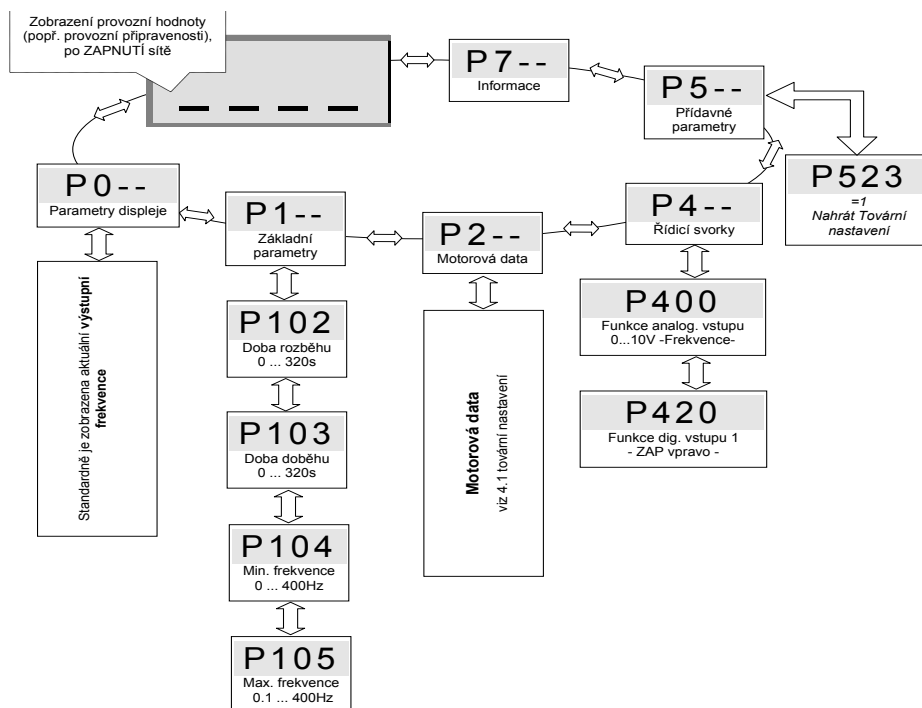 Zobrazení provozní hodnoty
(popř. provozní připravenosti),
po ZAPNUTÍ sítě
_ _ _ _
P7--
Informace
P5--
Přídavné
parametry
P523
=1
Nahrát Tovární
nastavení
P0--
Parametry displeje
P1--
Základní
parametry
P2--
Motorová data
P4--
Řídicí svorky
Standardně je zobrazena aktuální výstupní
frekvence
P102
Doba rozběhu
0 ... 320s
P103
Doba doběhu
0 ... 320s
P104
Min. frekvence
0 ... 400Hz
P105
Max. frekvence
0.1 ... 400Hz
Motorová data
viz 4.1 tovární nastavení
P400
Funkce analog. vstupu
0...10V -Frekvence-
P420
Funkce dig. vstupu 1
- ZAP vpravo -